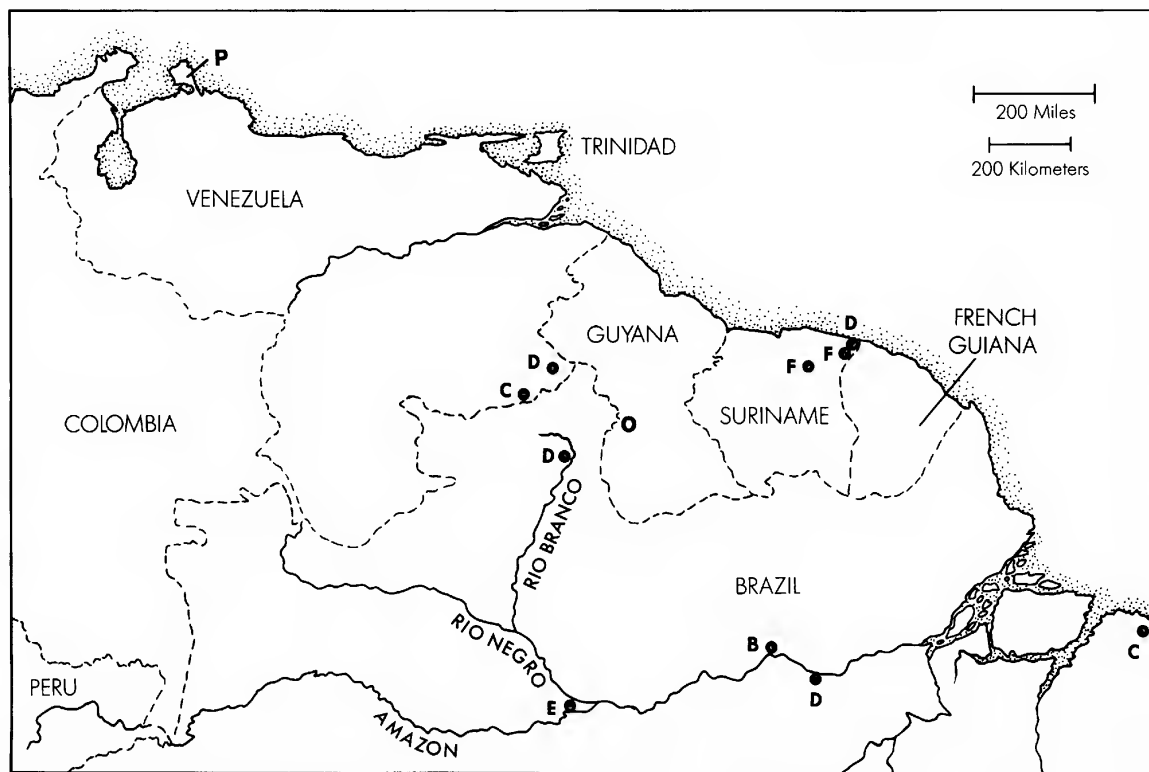 P
200 Miles
200 Kilometers
TRINIDAD
VENEZUELA
GUYANA
D
FRENCH
GUIANA
F
F
D
C
SURINAME
COLOMBIA
O
D
RIO BRANCO
BRAZIL
RIO NEGRO
B
C
D
PERU
E
AMAZON